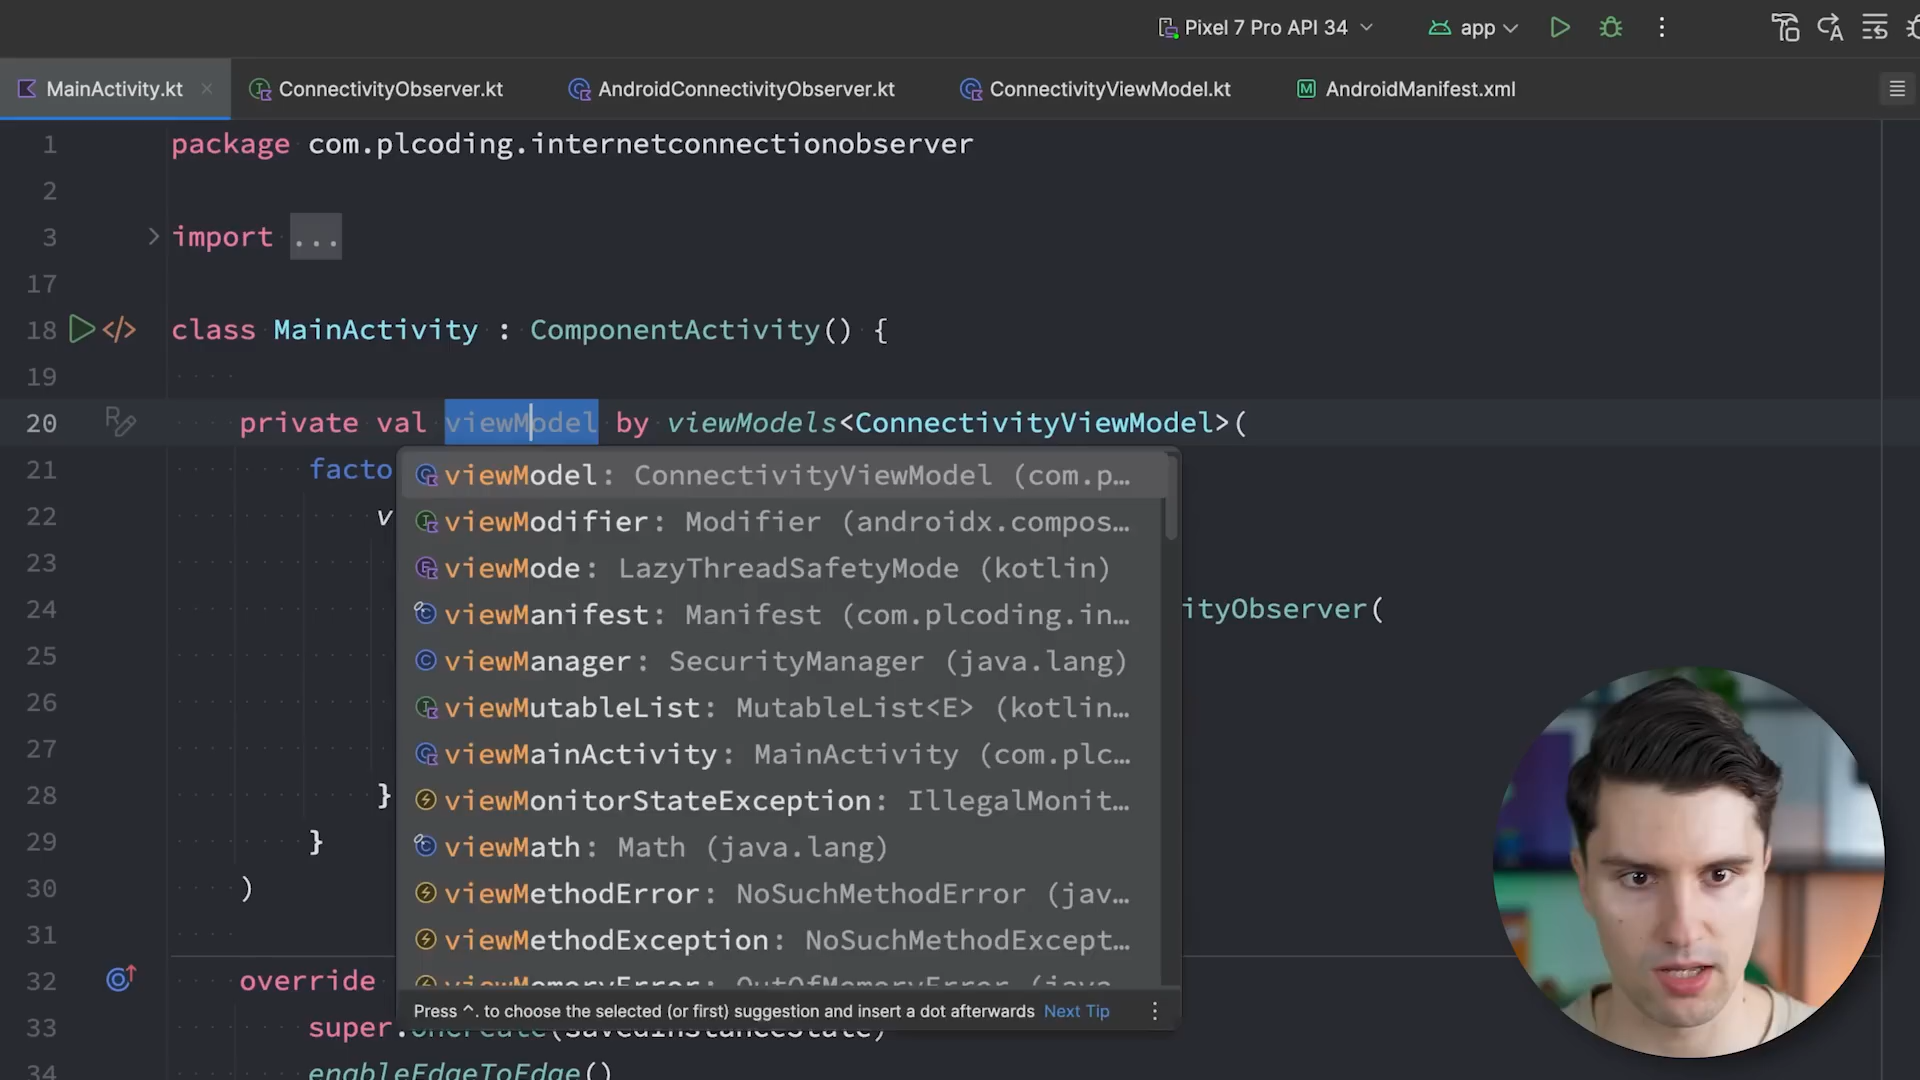 Pixel 7 Pro API 34 app
MainActivity.kt ConnectivityObserver.kt AndroidConnectivityObserver.kt ConnectivityViewModel.kt AndroidManifest.xml
1 package com.plcoding.internetconnectionobserver
2
3 import ...
17
18 class MainActivity : ComponentActivity() {
19
20 private val viewModel by viewModels<ConnectivityViewModel>(
21 facto
viewModel: ConnectivityViewModel (com.p…
22 v
viewModifier: Modifier (androidx.compos…
23
viewMode: LazyThreadSafetyMode (kotlin)
24 ityObserver(
viewManifest: Manifest (com.plcoding.in…
25
viewManager: SecurityManager (java.lang)
26
viewMutableList: MutableList<E> (kotlin…
27
viewMainActivity: MainActivity (com.plc…
28 }
viewMonitorStateException: IllegalMonit…
29 }
viewMath: Math (java.lang)
30 )
viewMethodError: NoSuchMethodError (jav…
31
viewMethodException: NoSuchMethodExcept…
32 override
viewMemoryError: OutOfMemoryError (java
Press ^. to choose the selected (or first) suggestion and insert a dot afterwards Next Tip
33 super.onCreate(savedInstanceState)
34 enableEdgeToEdge()